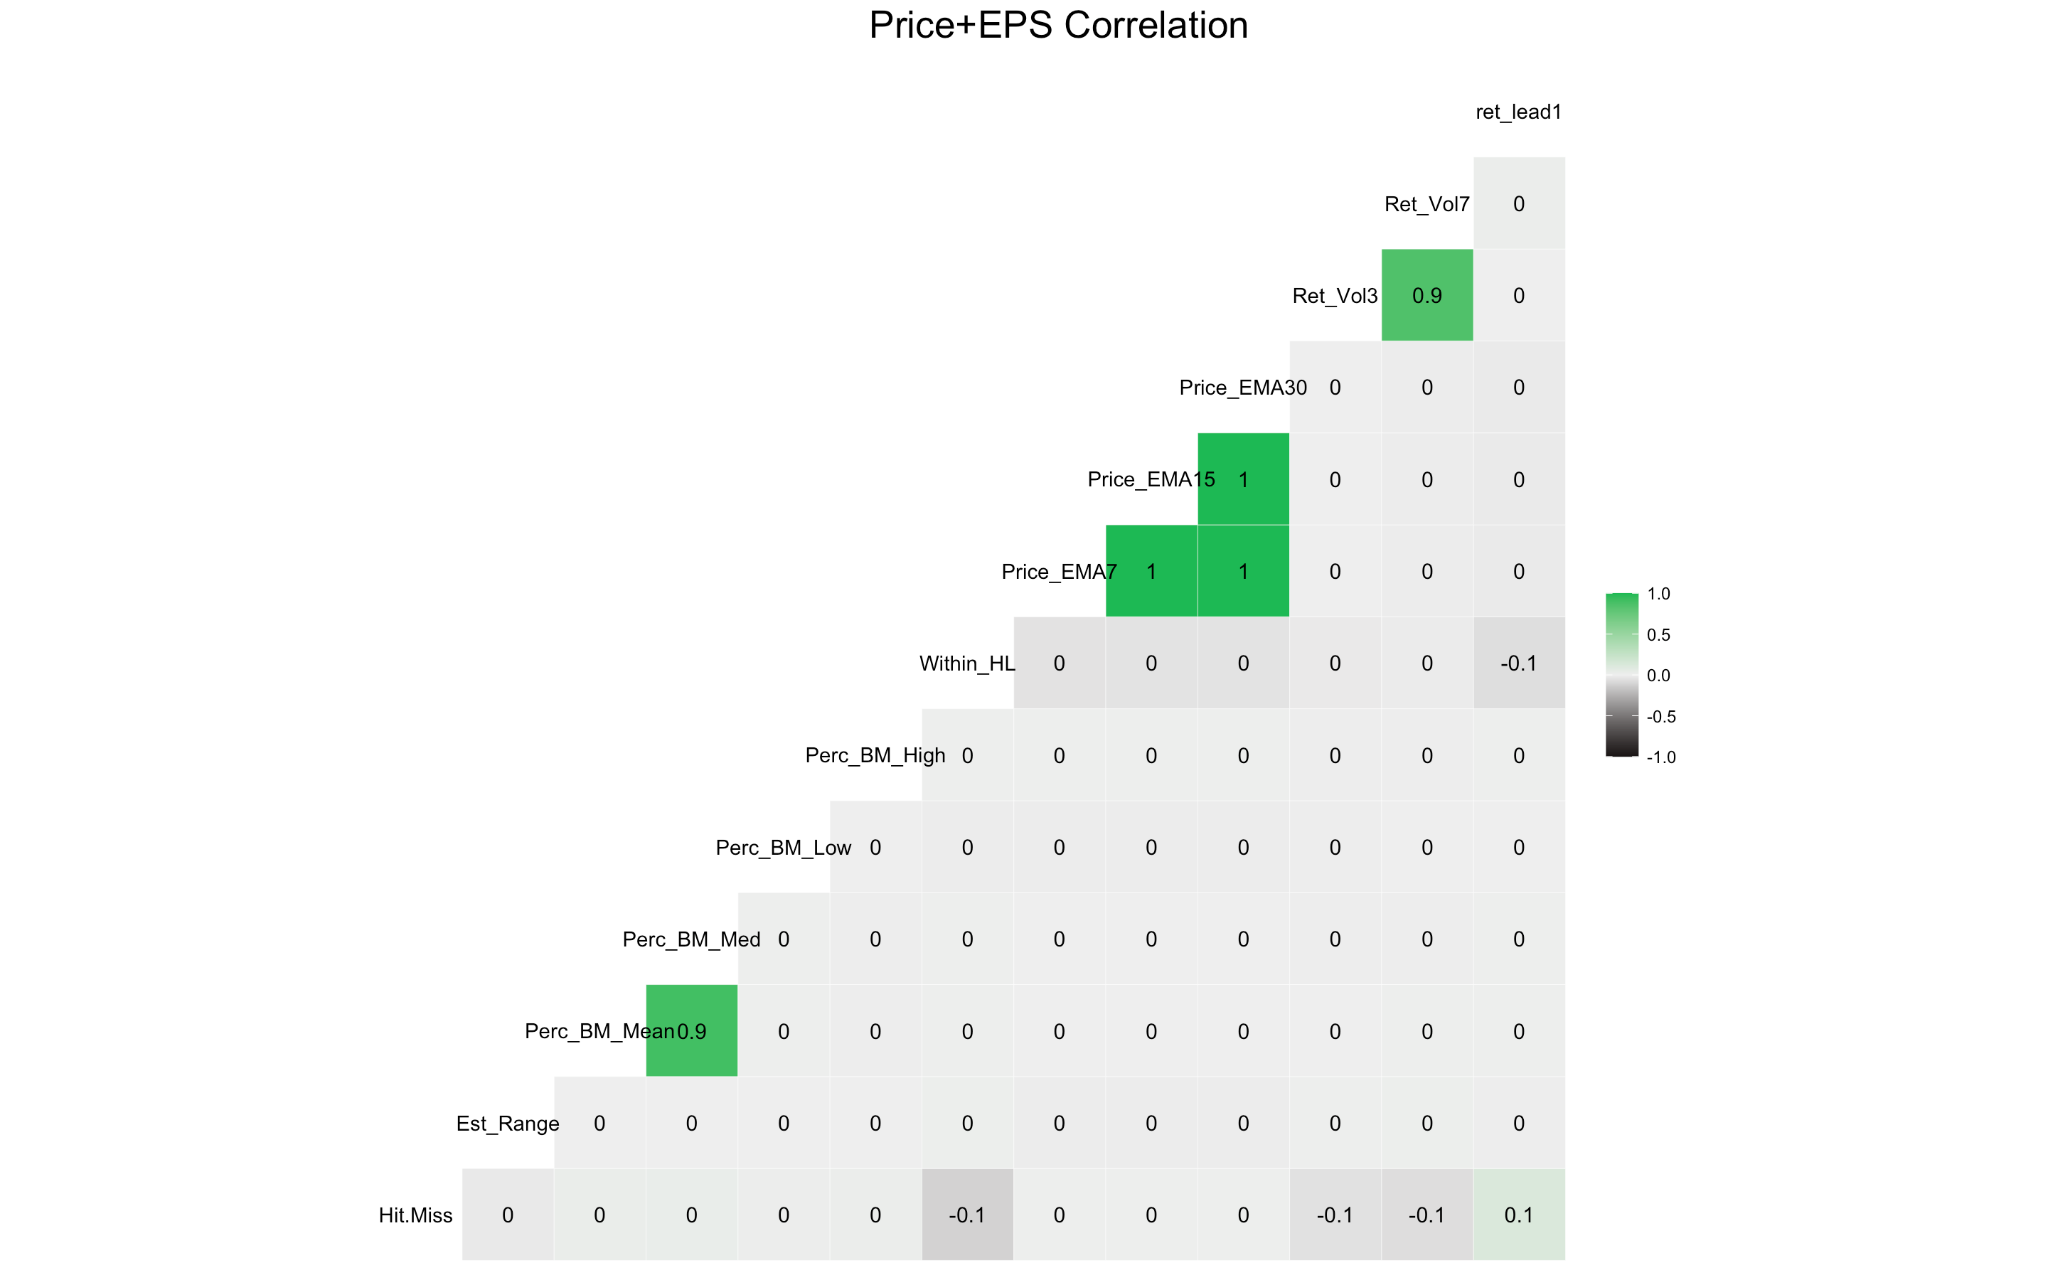 Price+EPS Correlation
ret_lead1
Ret_Vol7 0
Ret_Vol3 0.9 0
Price_EMA30 0 0 0
Price_EMA15 1 0 0 0
Price_EMA7 1 1 0 0 0
Within_HL 0 0 0 0 0 -0.1
Perc_BM_High 0 0 0 0 0 0 0
Perc_BM_Low 0 0 0 0 0 0 0 0
Perc_BM_Med 0 0 0 0 0 0 0 0 0
Perc_BM_Mean 0.9 0 0 0 0 0 0 0 0 0
Est_Range 0 0 0 0 0 0 0 0 0 0 0
Hit.Miss 0 0 0 0 0 -0.1 0 0 0 -0.1 -0.1 0.1
1.0
0.5
0.0
-0.5
-1.0